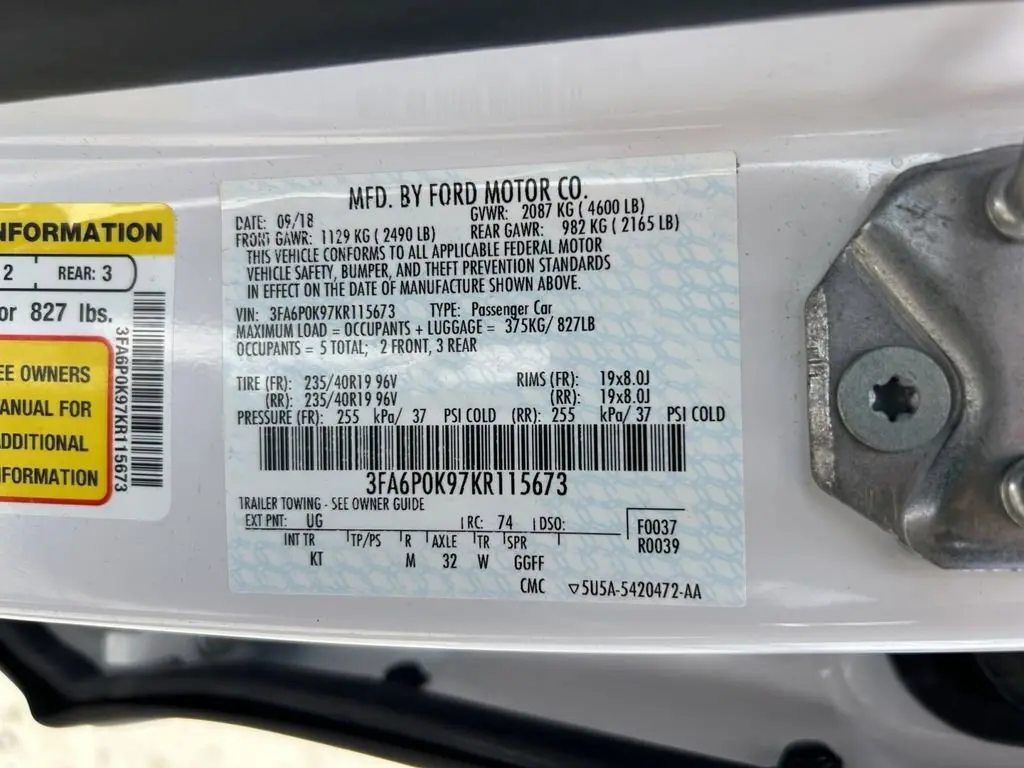 NFORMATION
2 REAR: 3
or 827 lbs.
EE OWNERS
ANUAL FOR
ADDITIONAL
FORMATION
3FA6P0K97KR115673
MFD. BY FORD MOTOR CO.
DATE: 09/18 GVWR: 2087 KG ( 4600 LB)
FRONT GAWR: 1129 KG ( 2490 LB) REAR GAWR: 982 KG ( 2165 LB)
THIS VEHICLE CONFORMS TO ALL APPLICABLE FEDERAL MOTOR
VEHICLE SAFETY, BUMPER, AND THEFT PREVENTION STANDARDS
IN EFFECT ON THE DATE OF MANUFACTURE SHOWN ABOVE.
VIN: 3FA6P0K97KR115673 TYPE: Passenger Car
MAXIMUM LOAD = OCCUPANTS + LUGGAGE = 375KG/ 827LB
OCCUPANTS = 5 TOTAL; 2 FRONT, 3 REAR
TIRE (FR): 235/40R19 96V RIMS (FR): 19x8.0J
(RR): 235/40R19 96V (RR): 19x8.0J
PRESSURE (FR): 255 kPa/ 37 PSI COLD (RR): 255 kPa/ 37 PSI COLD
3FA6P0K97KR115673
TRAILER TOWING - SEE OWNER GUIDE
EXT PNT: UG RC: 74 DSO: F0037
INT TR TP/PS R AXLE TR SPR R0039
KT M 32 W GGFF
CMC ▽5U5A-5420472-AA